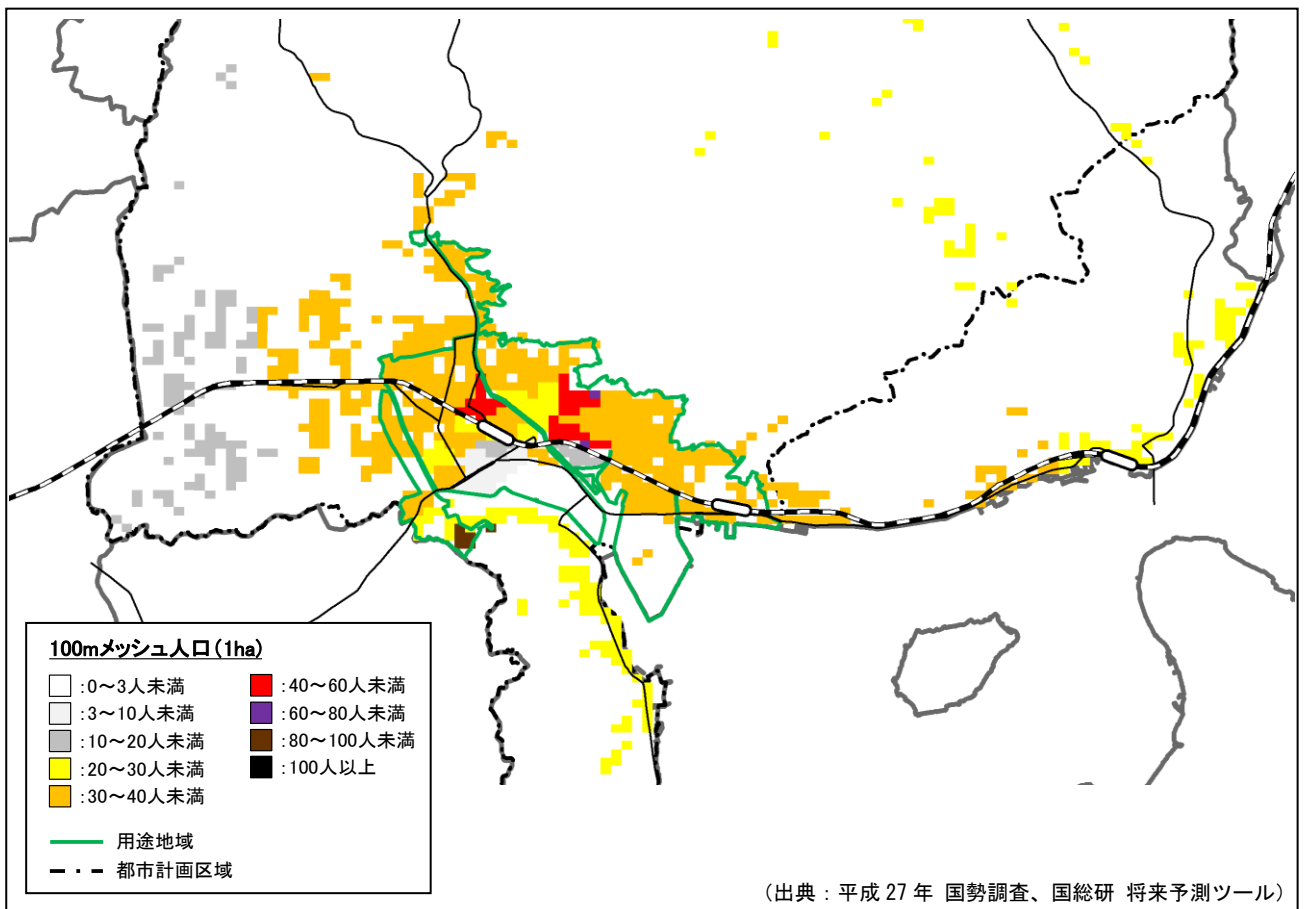 100mメッシュ人口(1ha)
:0~3人未満
:3~10人未満
:10~20人未満
:20~30人未満
:30~40人未満
:40~60人未満
:60~80人未満
:80~100人未満
:100人以上
用途地域
都市計画区域
(出典:平成27年 国勢調査、国総研 将来予測ツール)